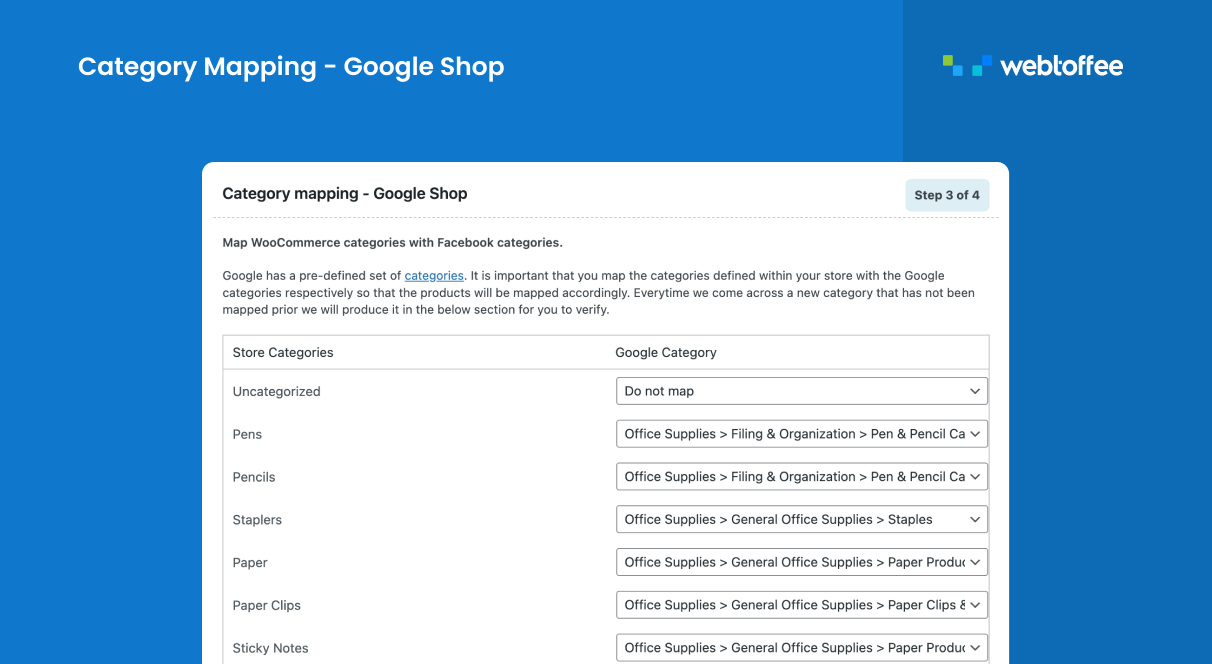 Category Mapping - Google Shop
webtoffee
Category mapping - Google Shop
Step 3 of 4
Map WooCommerce categories with Facebook categories.
Google has a pre-defined set of categories. It is important that you map the categories defined within your store with the Google
categories respectively so that the products will be mapped accordingly. Everytime we come across a new category that has not been
mapped prior we will produce it in the below section for you to verify.
Store Categories Google Category
Uncategorized Do not map
Pens Office Supplies > Filing & Organization > Pen & Pencil Ca
Pencils Office Supplies > Filing & Organization > Pen & Pencil Ca
Staplers Office Supplies > General Office Supplies > Staples
Paper Office Supplies > General Office Supplies > Paper Produc
Paper Clips Office Supplies > General Office Supplies > Paper Clips &
Sticky Notes Office Supplies > General Office Supplies > Paper Produc